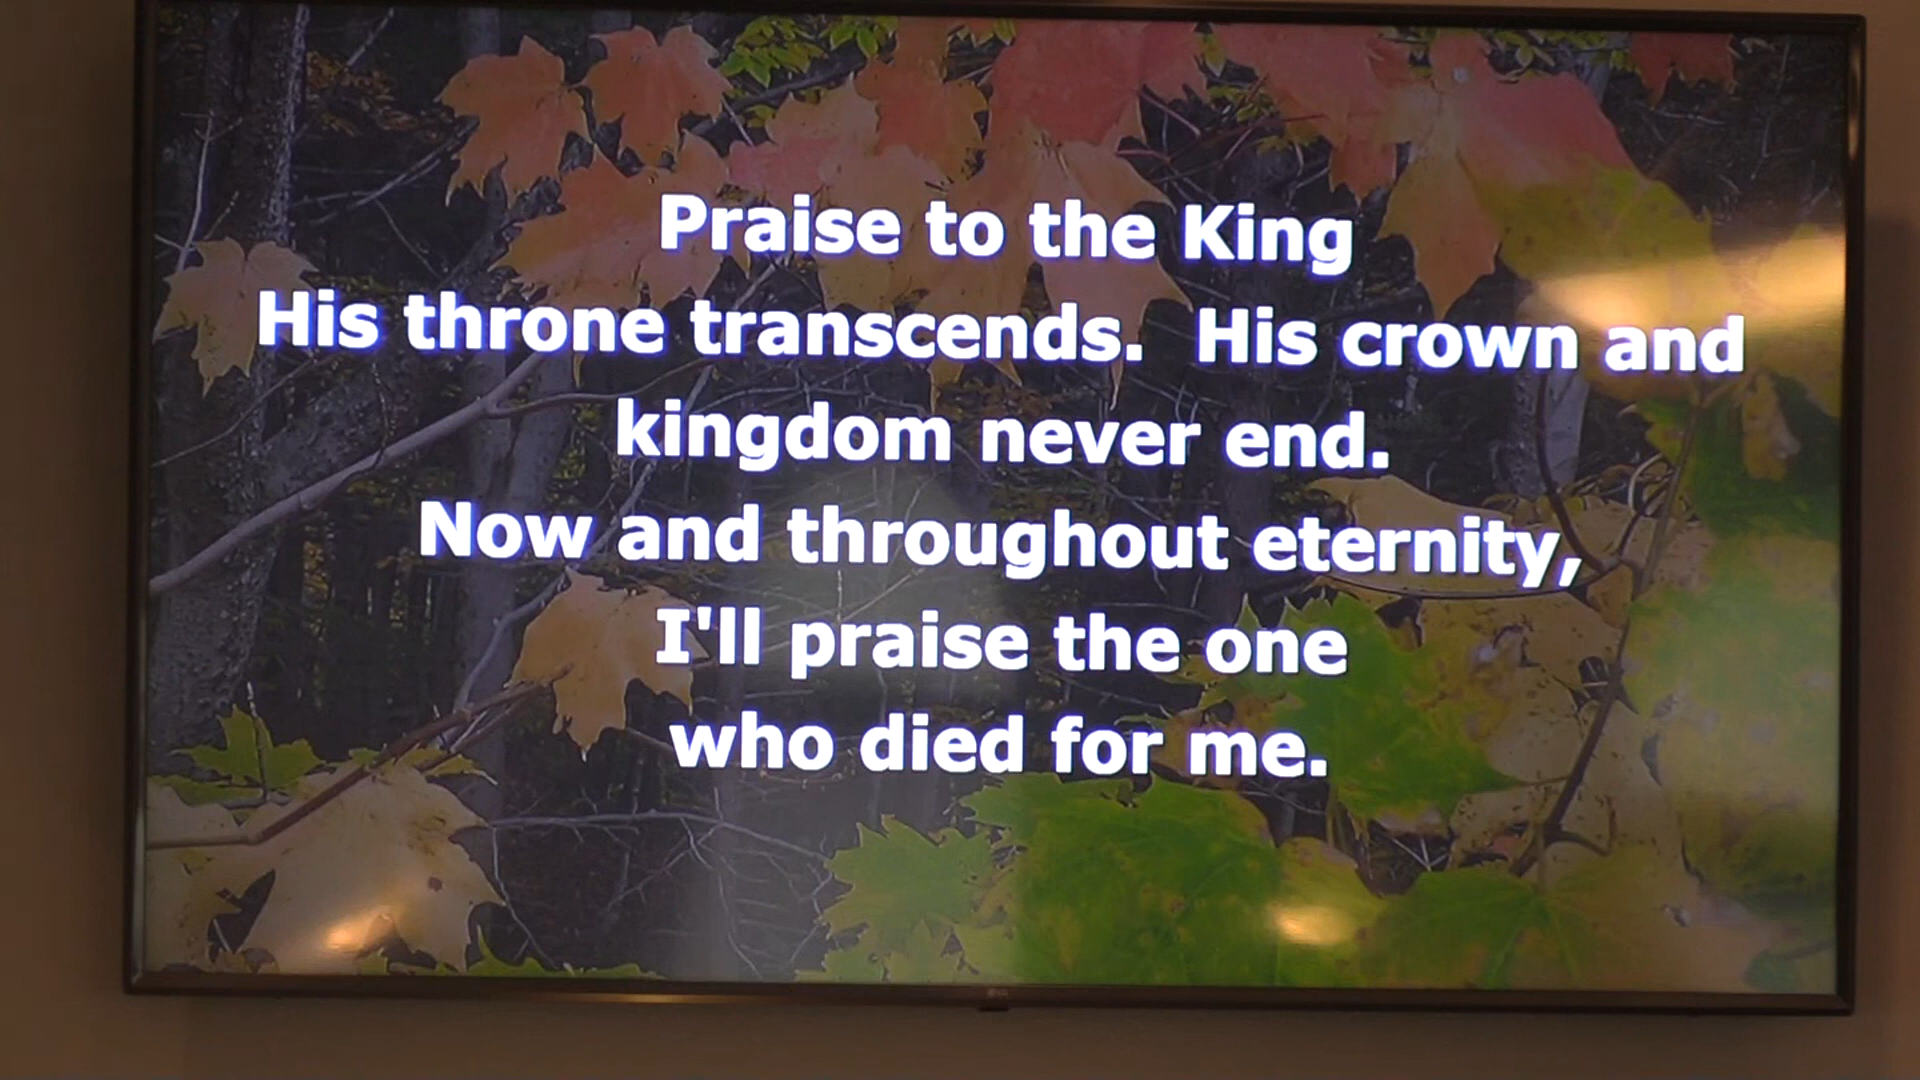 Praise to the King
His throne transcends.  His crown and
kingdom never end.
Now and throughout eternity,
I'll praise the one
who died for me.